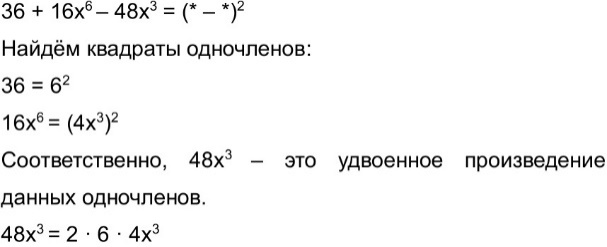 36 + 16x⁶ – 48x³ = (* – *)²
Найдём квадраты одночленов:
36 = 6²
16x⁶ = (4x³)²
Соответственно, 48x³ – это удвоенное произведение
данных одночленов.
48x³ = 2 · 6 · 4x³